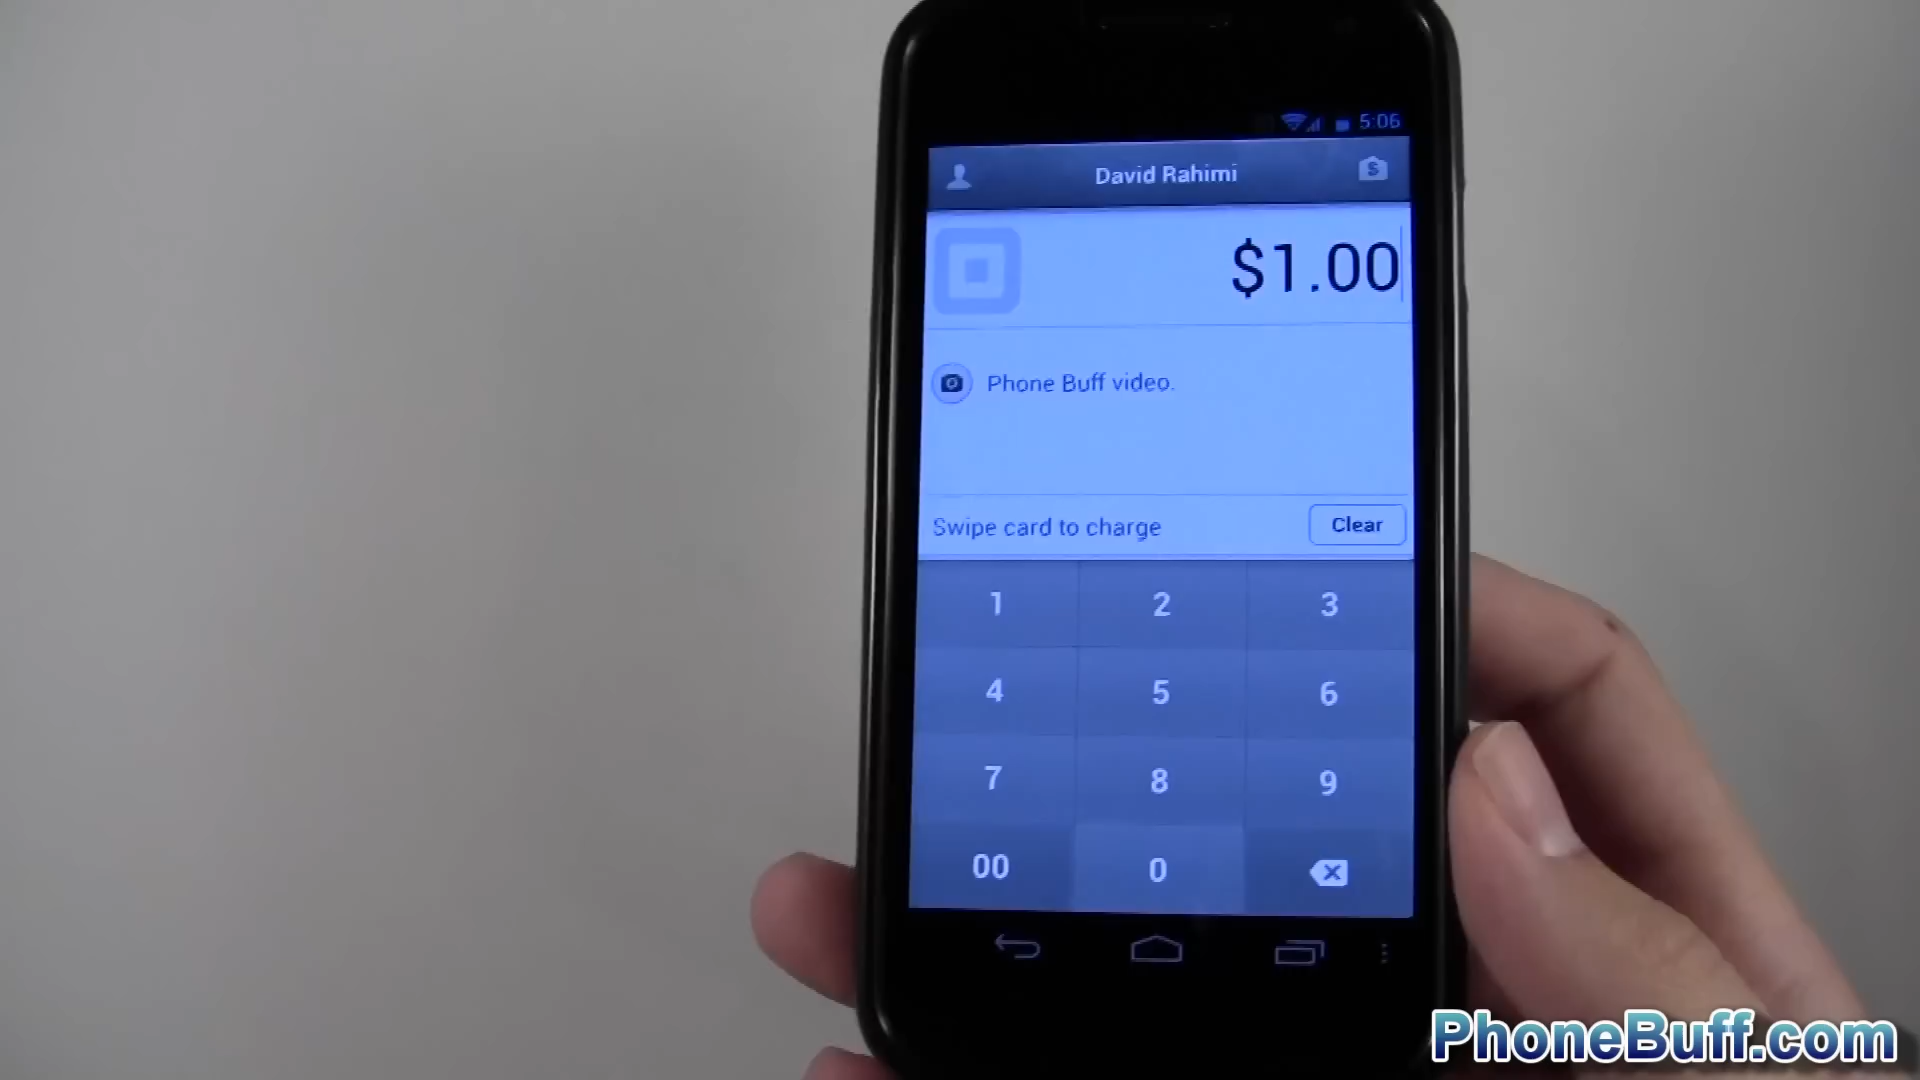 5:06
David Rahimi
$1.00
Phone Buff video.
Swipe card to charge
Clear
1 2 3
4 5 6
7 8 9
00 0
PhoneBuff.com